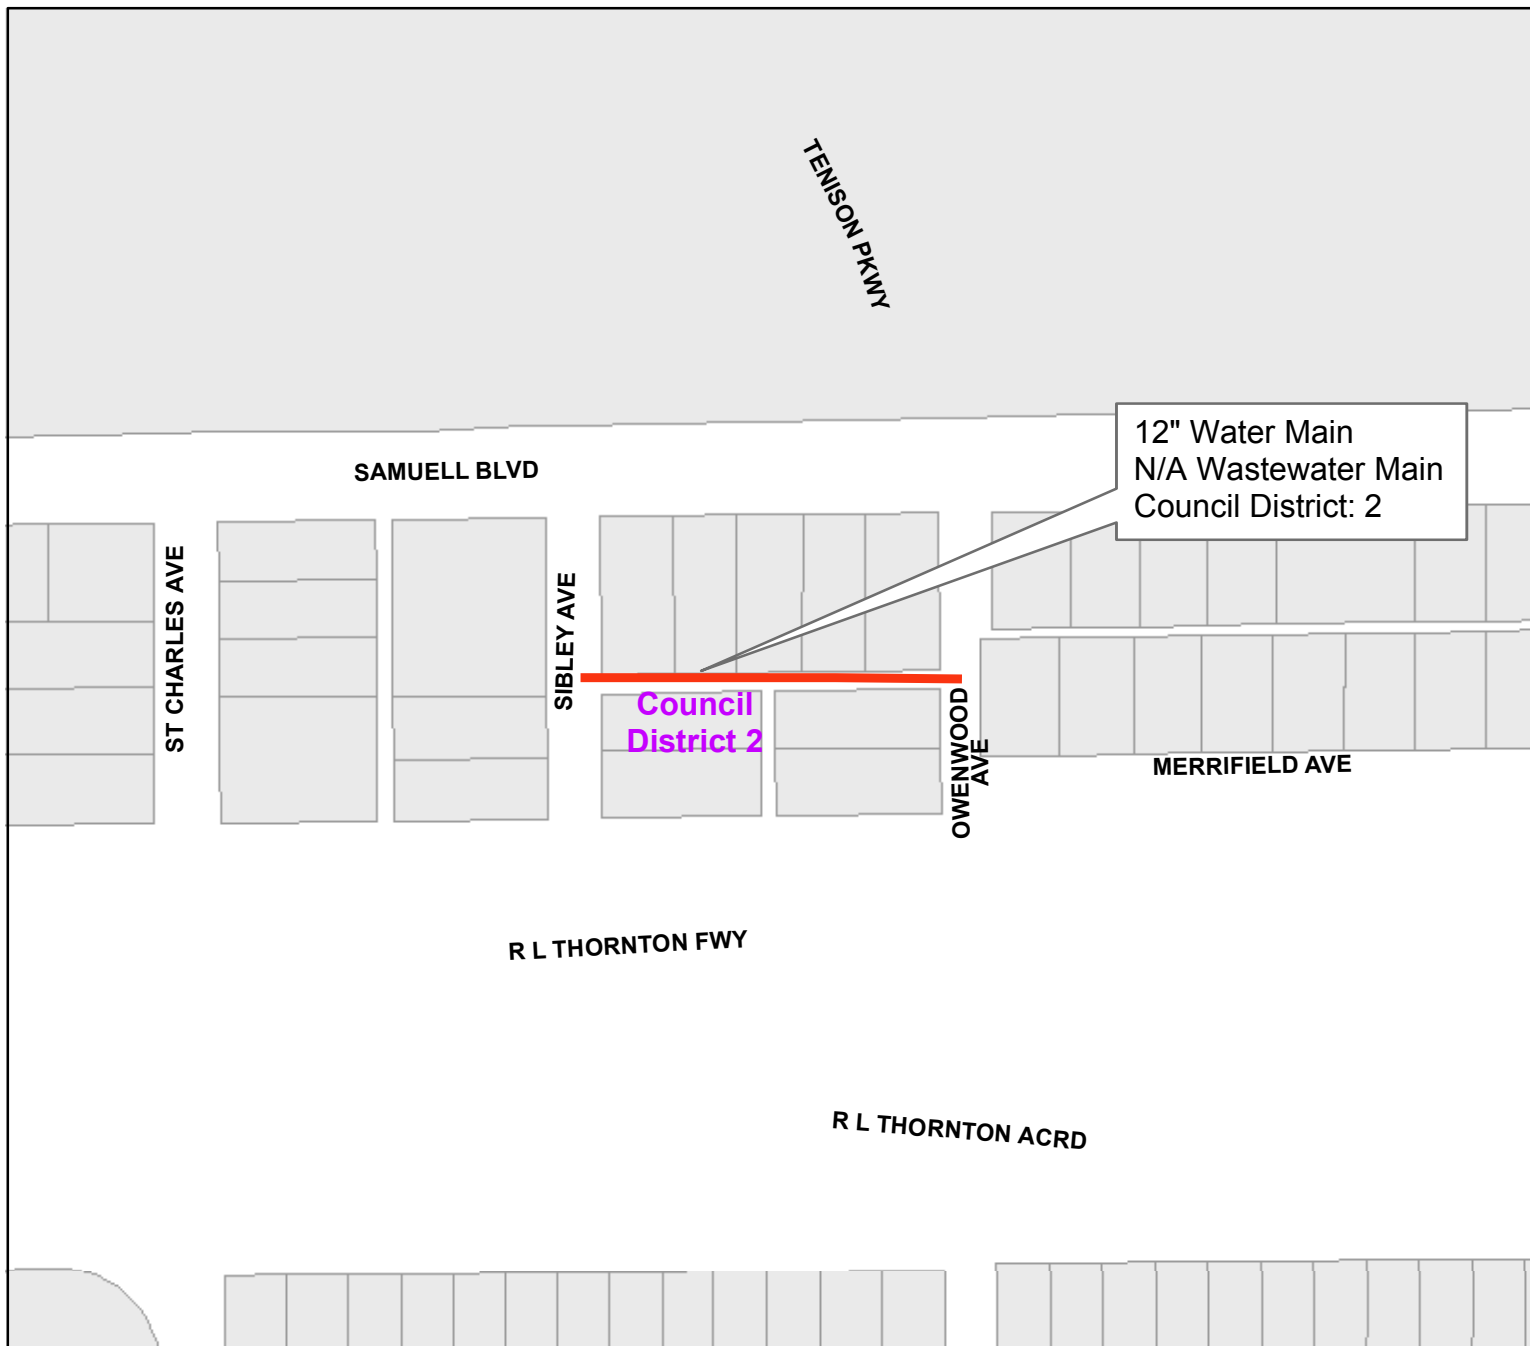 TENISON PKWY
12" Water Main
N/A Wastewater Main
Council District: 2
SAMUELL BLVD
ST CHARLES AVE
SIBLEY AVE
Council
District 2
OWENWOOD
AVE
MERRIFIELD AVE
R L THORNTON FWY
R L THORNTON ACRD